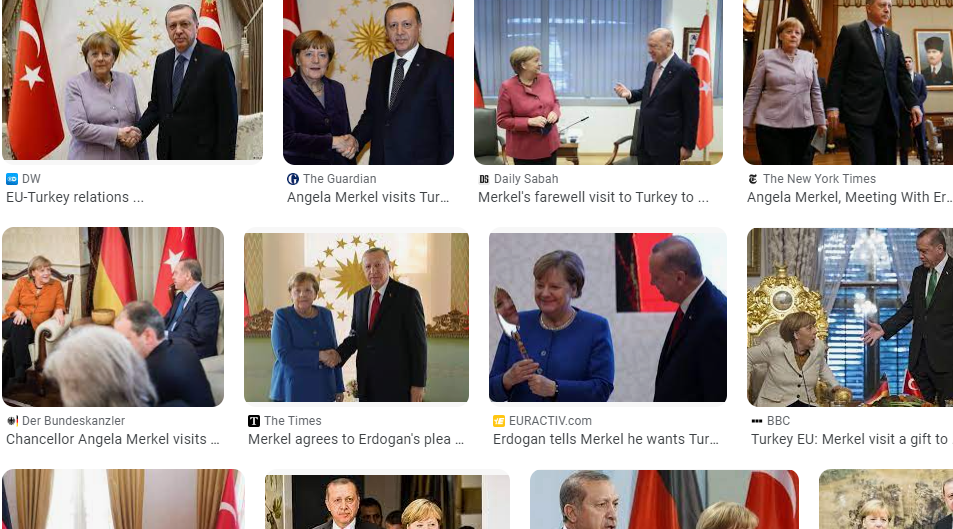 DW
EU-Turkey relations ...
The Guardian
Angela Merkel visits Tur...
Daily Sabah
Merkel's farewell visit to Turkey to ...
The New York Times
Angela Merkel, Meeting With Er...
Der Bundeskanzler
Chancellor Angela Merkel visits ...
The Times
Merkel agrees to Erdogan's plea ...
EURACTIV.com
Erdogan tells Merkel he wants Tur...
BBC
Turkey EU: Merkel visit a gift to